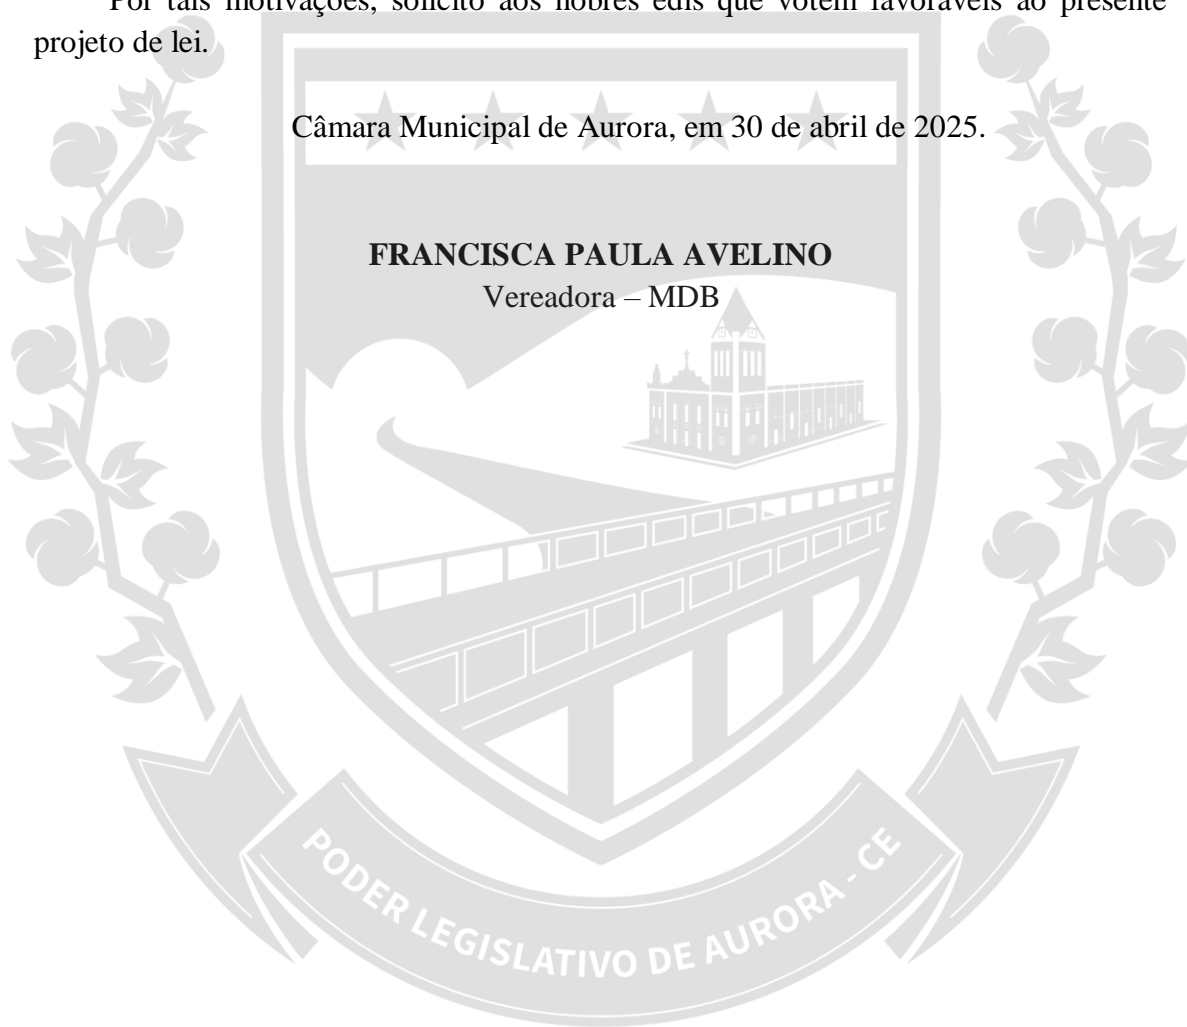 Por tais motivações, solicito aos nobres edis que votem favoráveis ao presente
projeto de lei.
Câmara Municipal de Aurora, em 30 de abril de 2025.
FRANCISCA PAULA AVELINO
Vereadora – MDB
PODER LEGISLATIVO DE AURORA - CE